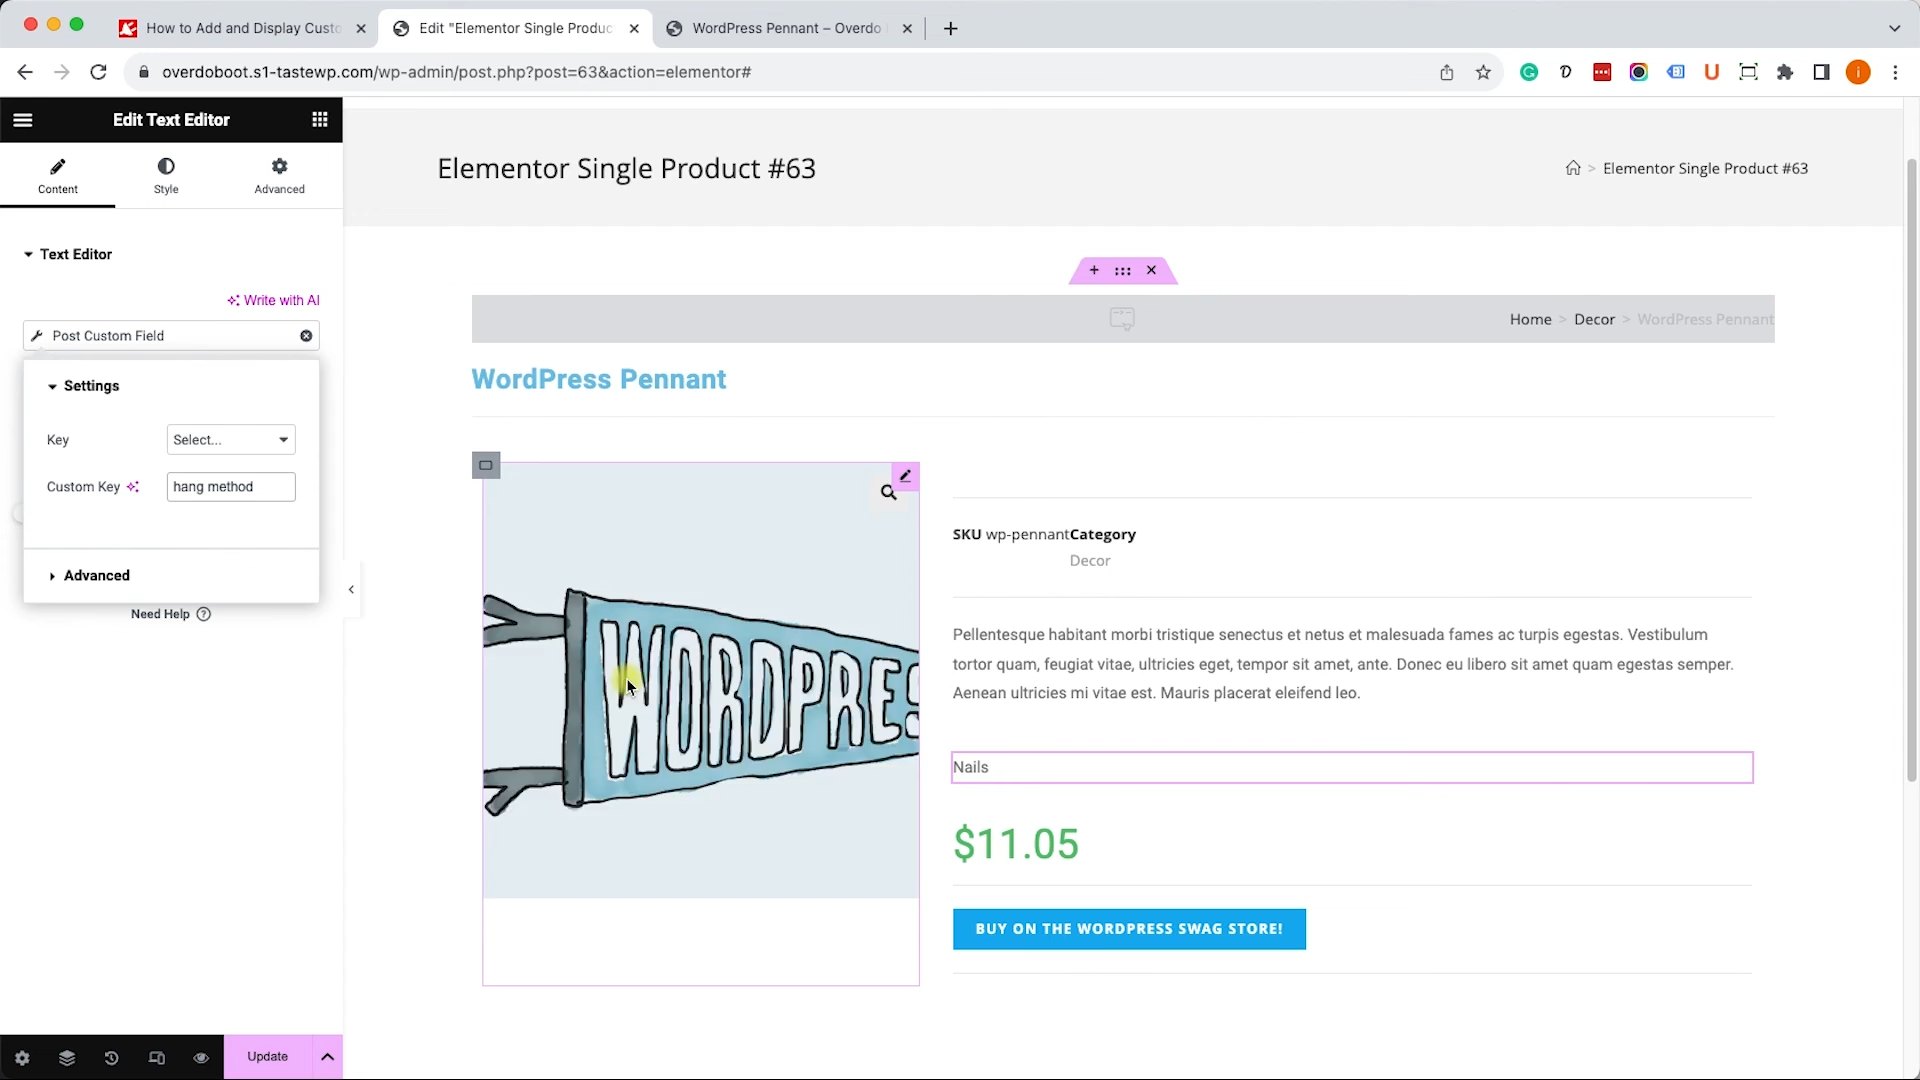 How to Add and Display Custo
Edit "Elementor Single Produc
WordPress Pennant – Overdo
overdoboot.s1-tastewp.com/wp-admin/post.php?post=63&action=elementor#
Edit Text Editor
Content
Style
Advanced
Text Editor
Write with AI
Post Custom Field
Settings
Key
Select...
Custom Key
hang method
Advanced
Need Help
Update
Elementor Single Product #63
> Elementor Single Product #63
Home > Decor > WordPress Pennant
WordPress Pennant
WORDPRES
SKU wp-pennantCategory
Decor
Pellentesque habitant morbi tristique senectus et netus et malesuada fames ac turpis egestas. Vestibulum
tortor quam, feugiat vitae, ultricies eget, tempor sit amet, ante. Donec eu libero sit amet quam egestas semper.
Aenean ultricies mi vitae est. Mauris placerat eleifend leo.
Nails
$11.05
BUY ON THE WORDPRESS SWAG STORE!